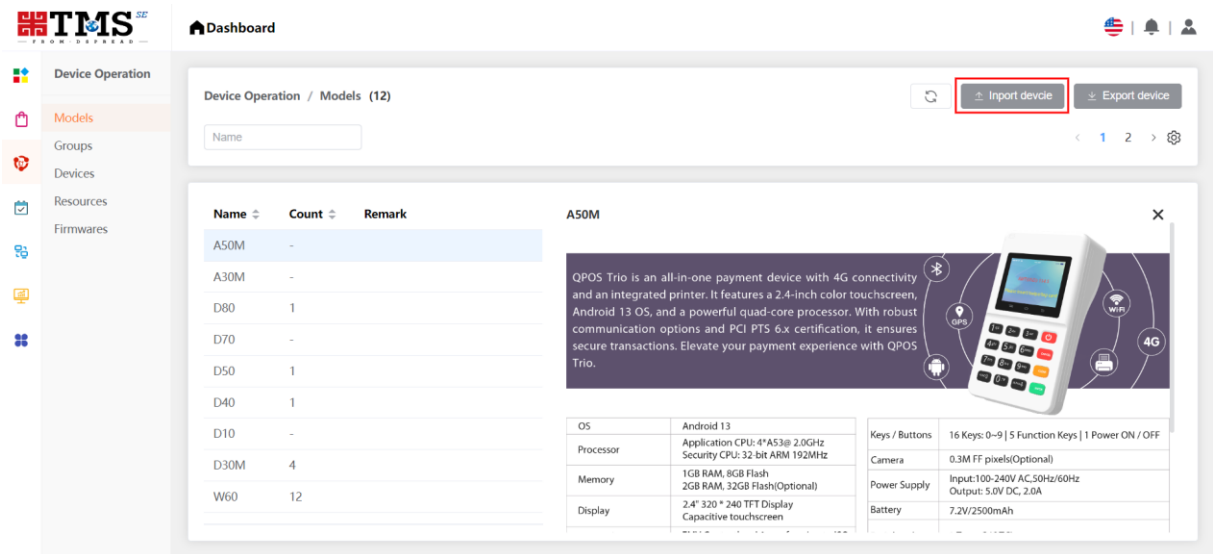 TMS SE
FROM DSPREAD
Dashboard
Device Operation
Models
Groups
Devices
Resources
Firmwares
Device Operation / Models (12)
Inport devcie
Export device
Name
1 2
Name Count Remark
A50M -
A30M -
D80 1
D70 -
D50 1
D40 1
D10 -
D30M 4
W60 12
A50M
QPOS Trio is an all-in-one payment device with 4G connectivity
and an integrated printer. It features a 2.4-inch color touchscreen,
Android 13 OS, and a powerful quad-core processor. With robust
communication options and PCI PTS 6.x certification, it ensures
secure transactions. Elevate your payment experience with QPOS
Trio.
GPS
WiFi
4G
OS Android 13
Processor Application CPU: 4*A53@ 2.0GHz
Security CPU: 32-bit ARM 192MHz
Memory 1GB RAM, 8GB Flash
2GB RAM, 32GB Flash(Optional)
Display 2.4" 320 * 240 TFT Display
Capacitive touchscreen
Keys / Buttons 16 Keys: 0~9 | 5 Function Keys | 1 Power ON / OFF
Camera 0.3M FF pixels(Optional)
Power Supply Input:100-240V AC,50Hz/60Hz
Output: 5.0V DC, 2.0A
Battery 7.2V/2500mAh